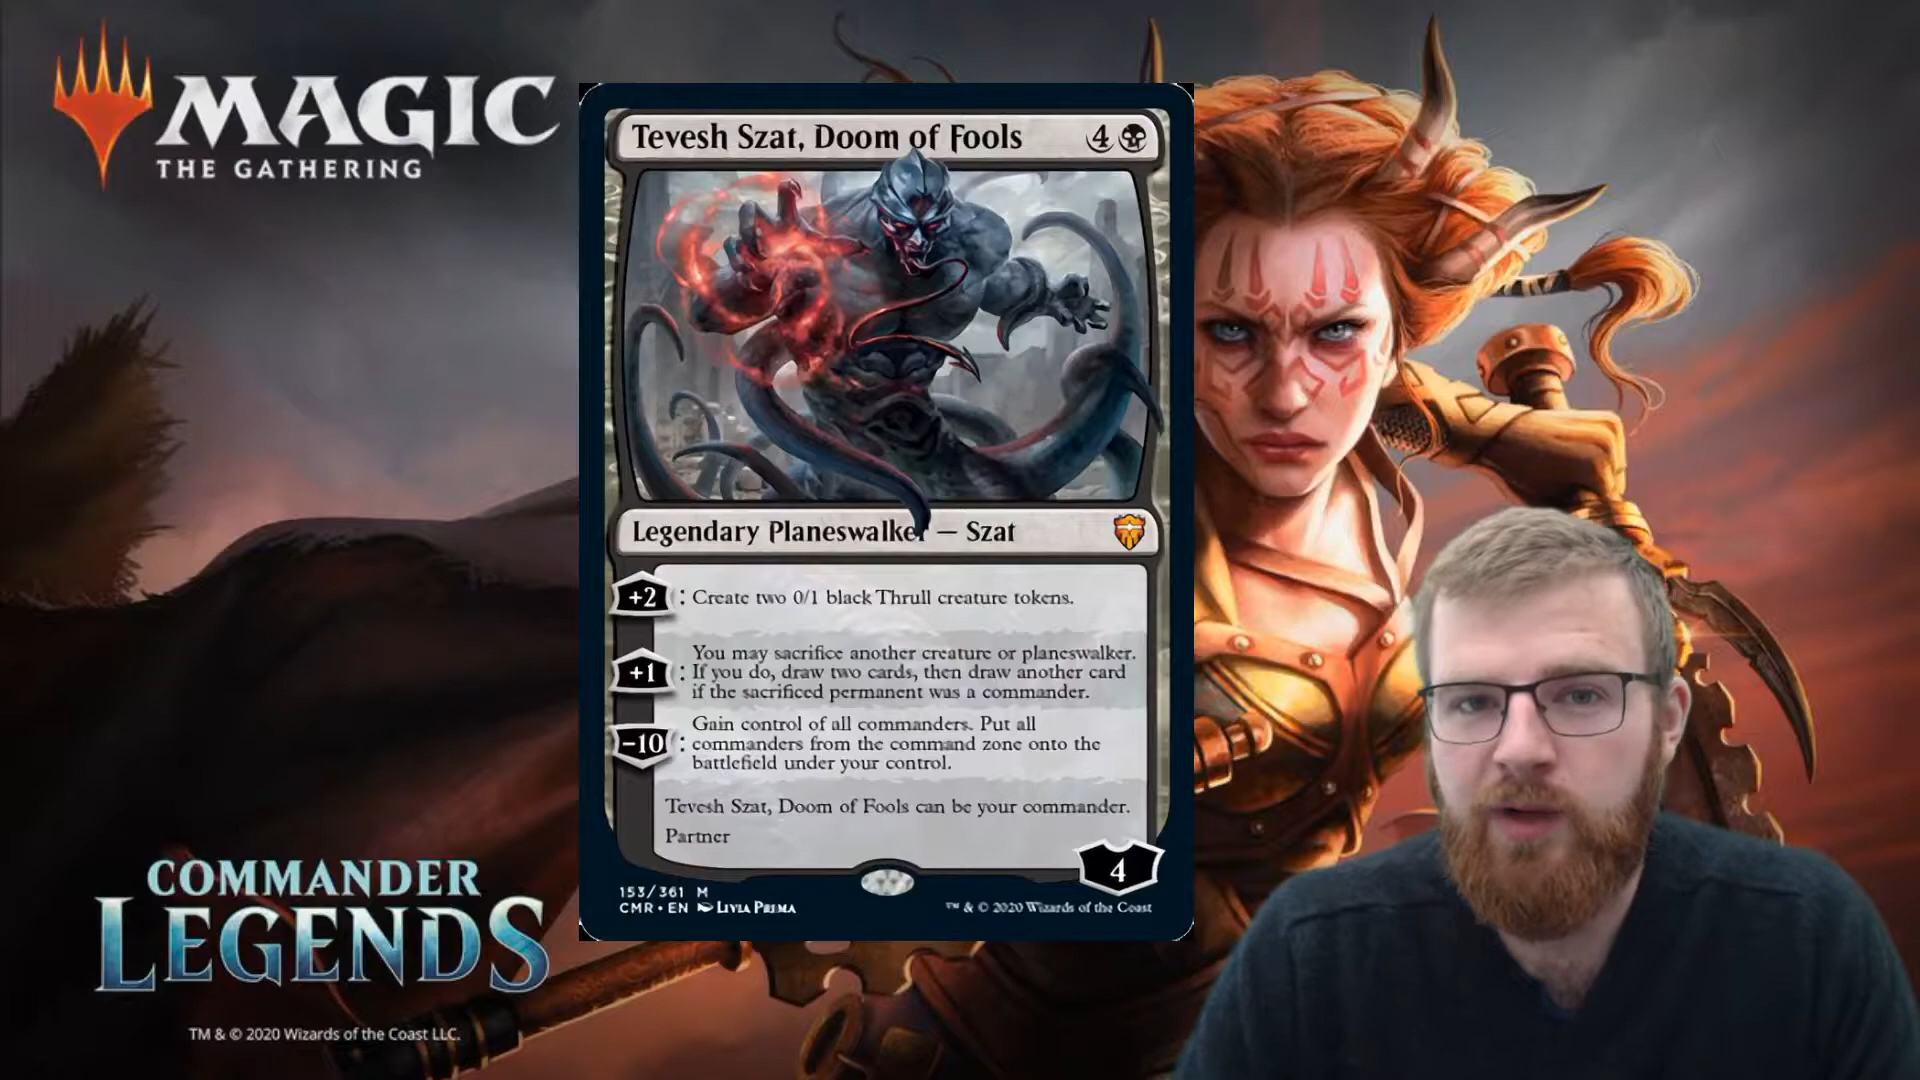 MAGIC
THE GATHERING
Tevesh Szat, Doom of Fools 4
Legendary Planeswalker — Szat
+2 : Create two 0/1 black Thrull creature tokens.
You may sacrifice another creature or planeswalker.
+1 : If you do, draw two cards, then draw another card
if the sacrificed permanent was a commander.
Gain control of all commanders. Put all
−10 : commanders from the command zone onto the
battlefield under your control.
Tevesh Szat, Doom of Fools can be your commander.
Partner
4
153/361 M
CMR • EN Livia Prima
™ & © 2020 Wizards of the Coast
COMMANDER
LEGENDS
TM & © 2020 Wizards of the Coast LLC.